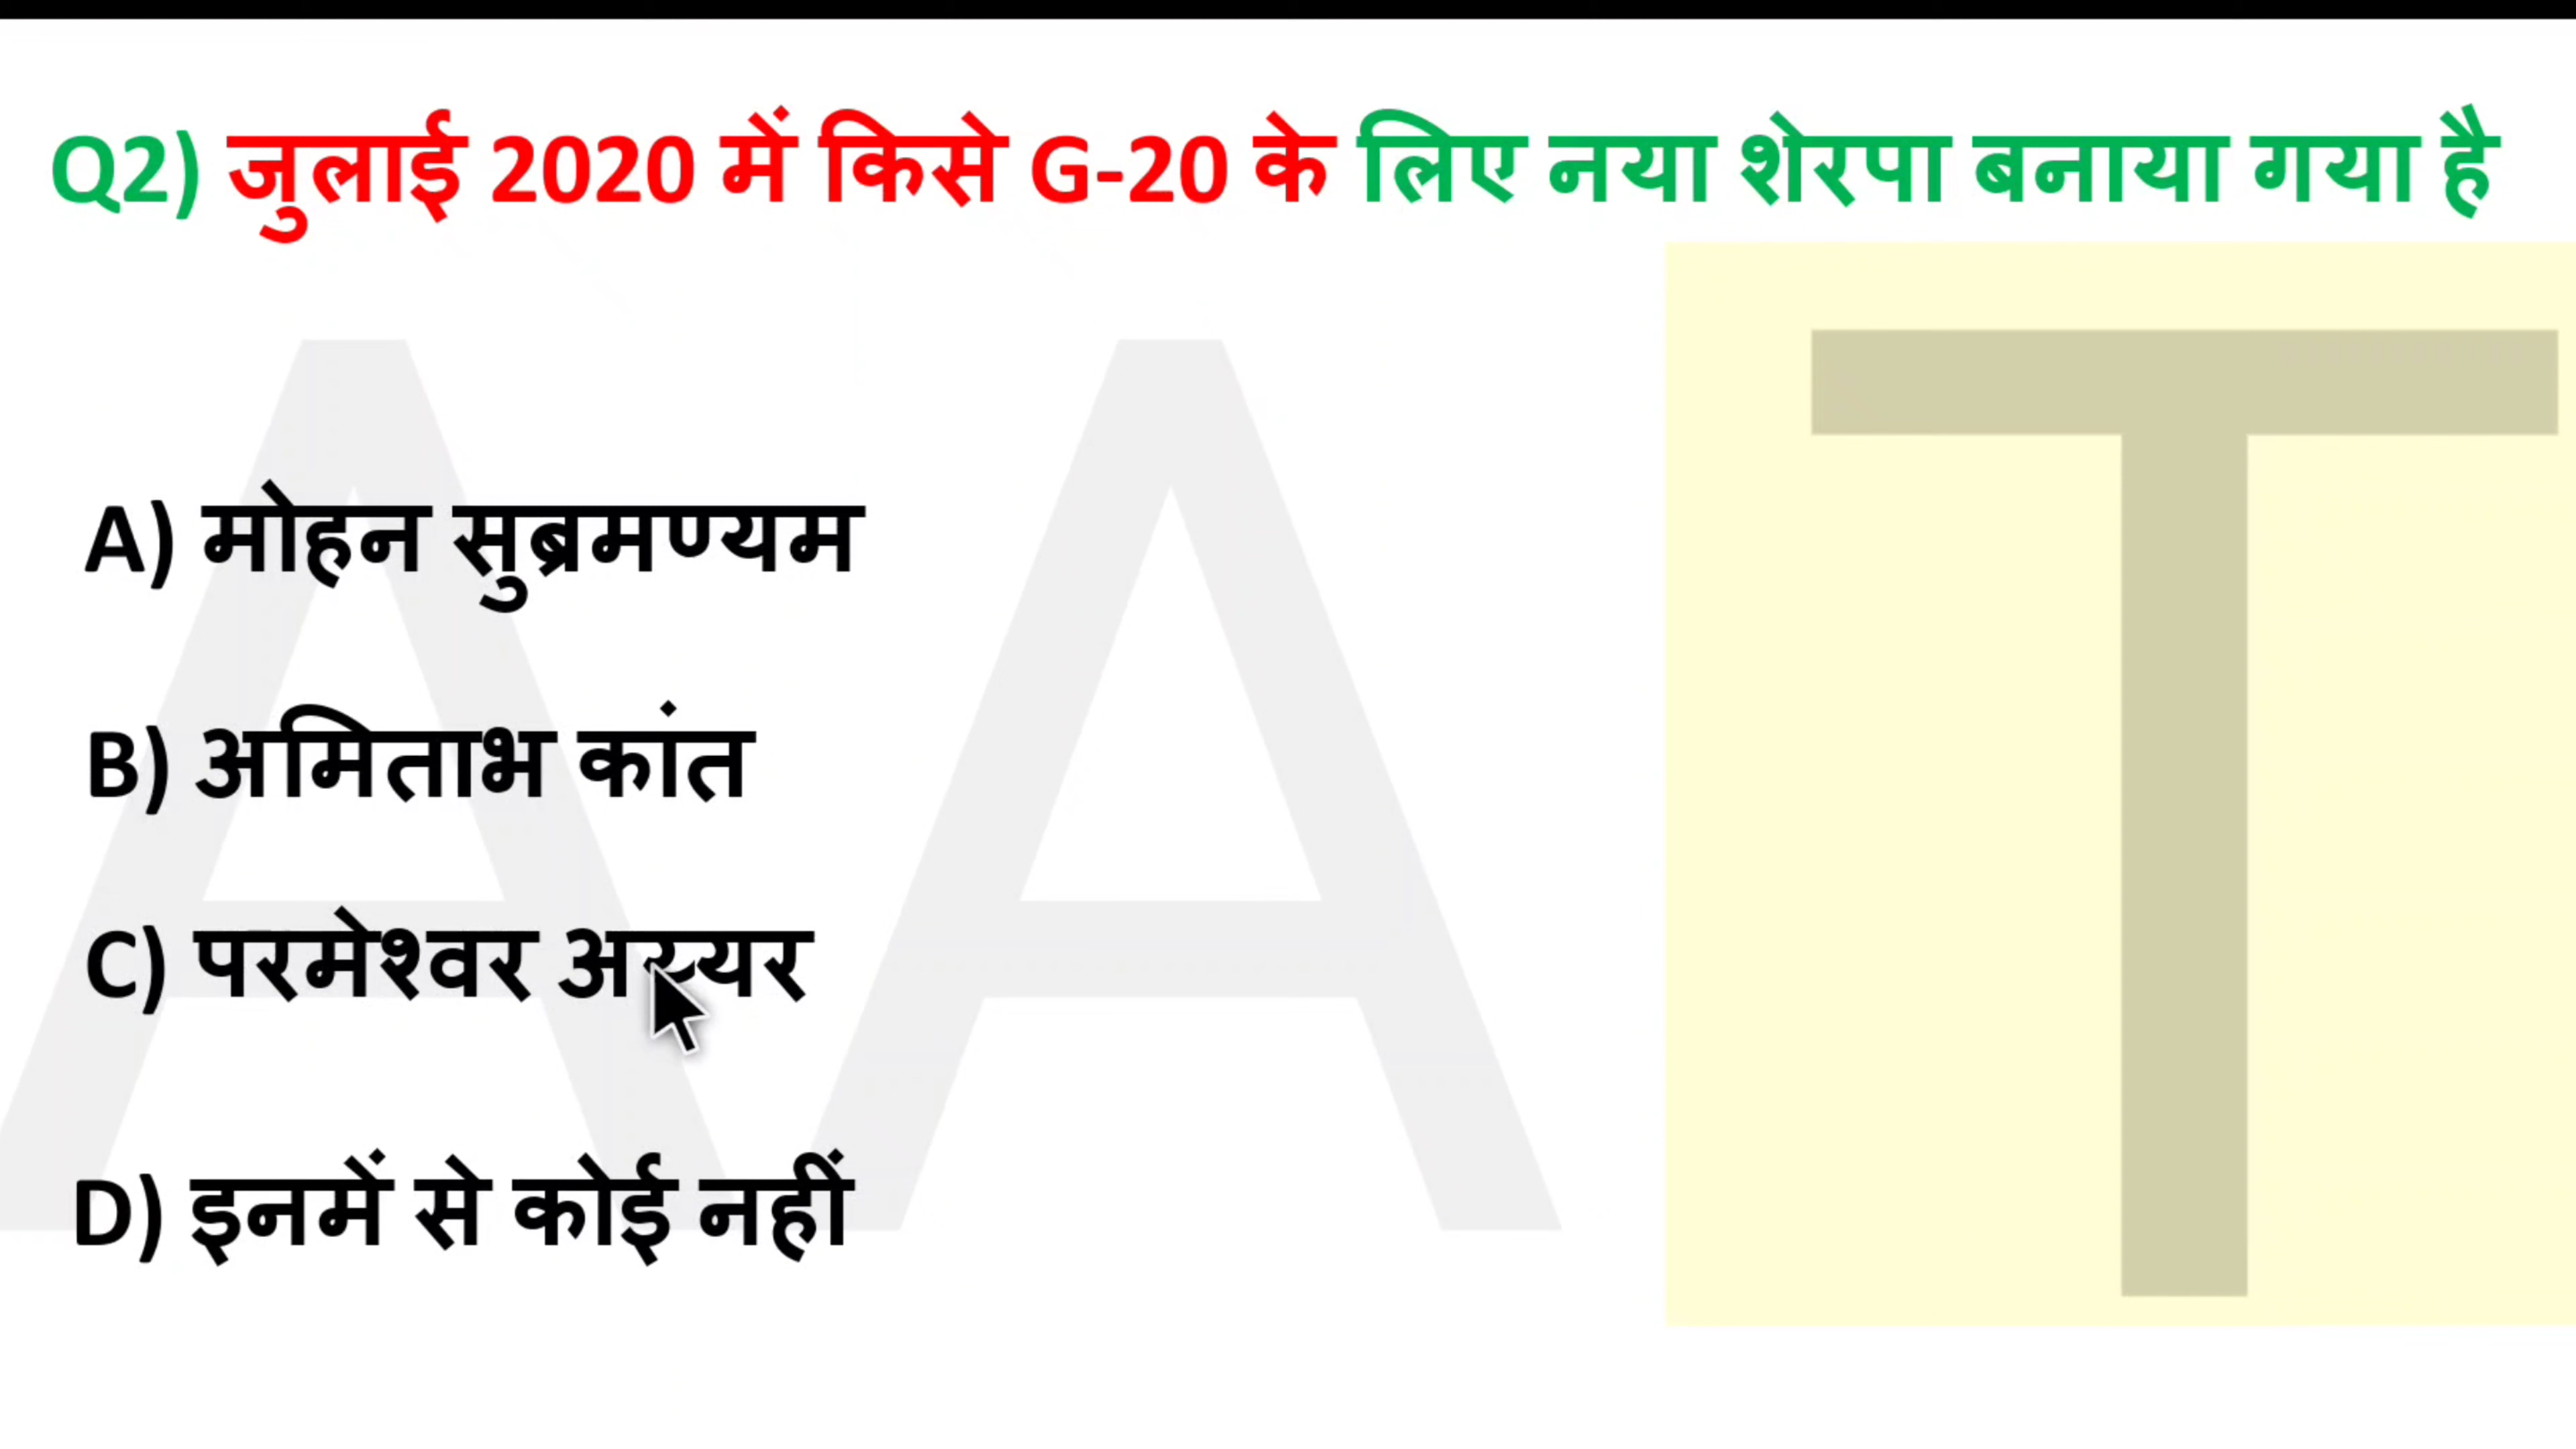 Q2) जुलाई 2020 में किसे G-20 के लिए नया शेरपा बनाया गया है
A) मोहन सुब्रमण्यम
B) अमिताभ कांत
C) परमेश्वर अय्यर
D) इनमें से कोई नहीं
A A T